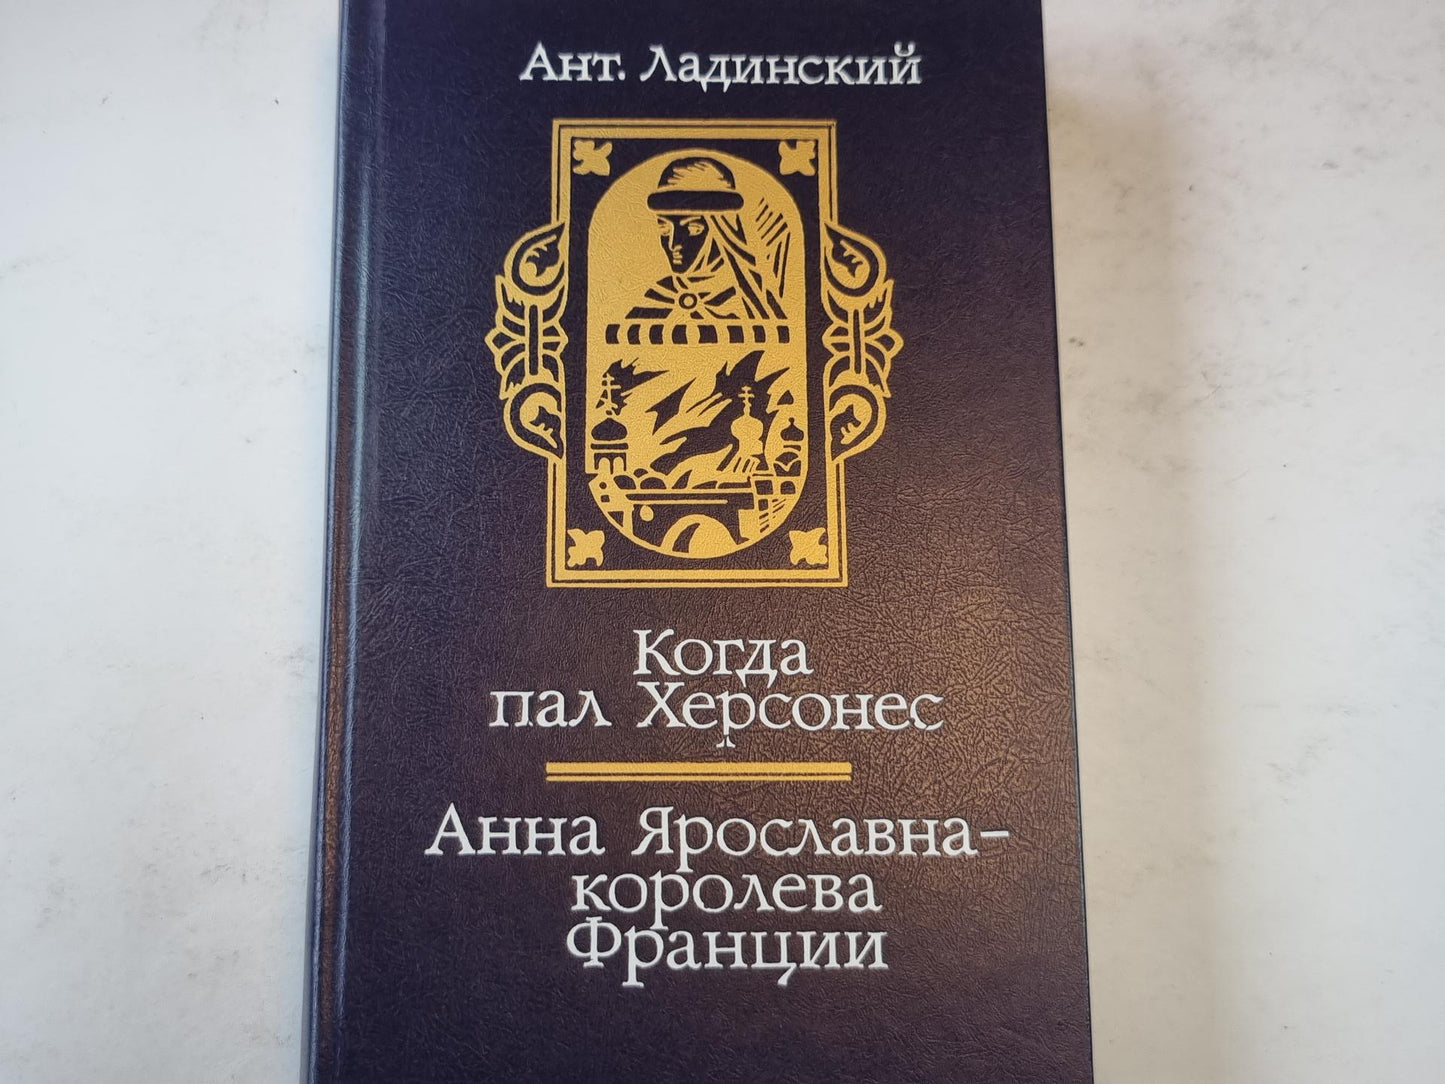 Ант. Ладинский
Когда
пал Херсонес
Анна Ярославна-
королева
Франции